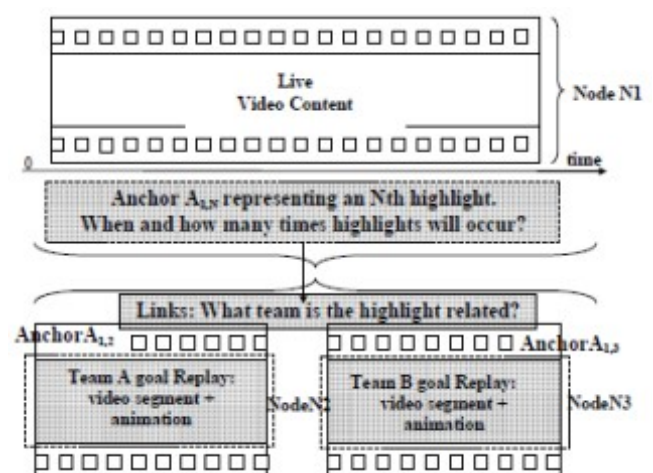 Live
Video Content
Node N1
0
time
Anchor A1,N representing an Nth highlight.
When and how many times highlights will occur?
Links: What team is the highlight related?
AnchorA1,2
AnchorA1,3
Team A goal Replay:
video segment +
animation
NodeN2
Team B goal Replay:
video segment +
animation
NodeN3